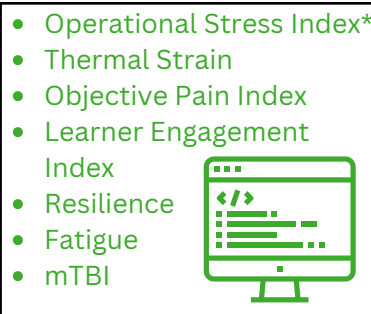 • Operational Stress Index*
• Thermal Strain
• Objective Pain Index
• Learner Engagement
Index
• Resilience
• Fatigue
• mTBI